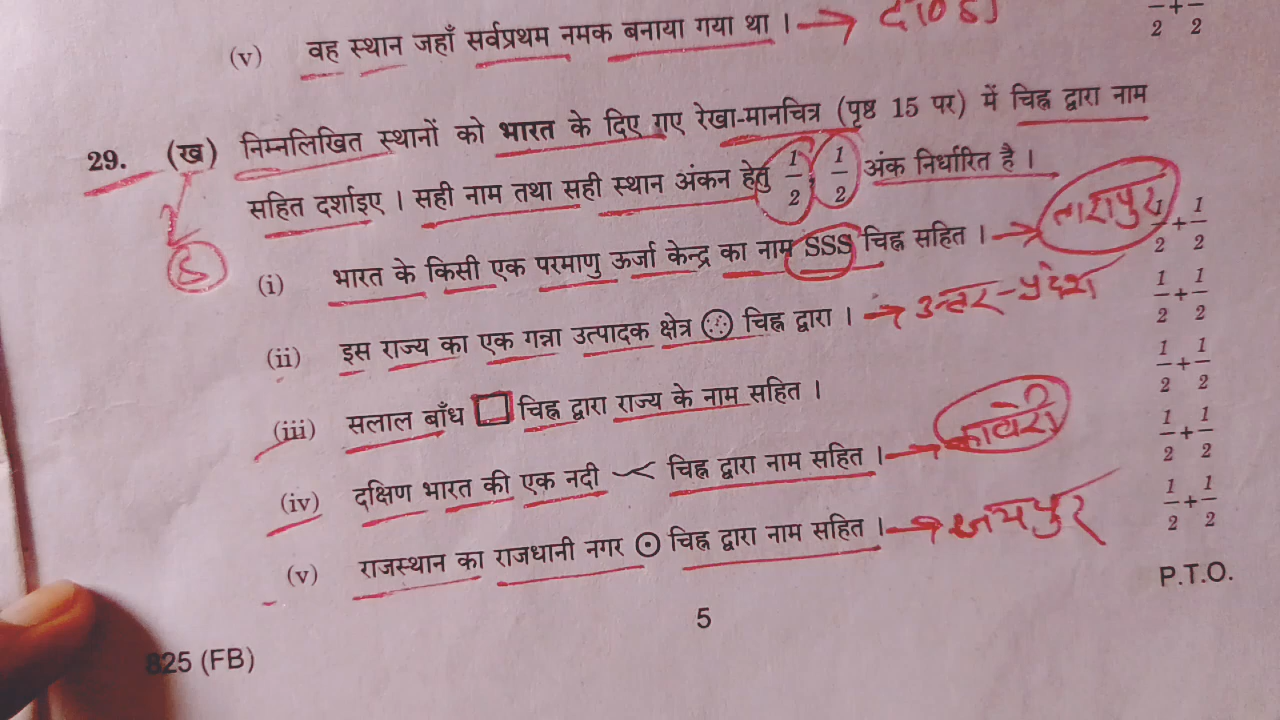 (v) वह स्थान जहाँ सर्वप्रथम नमक बनाया गया था । → 1/2 + 1/2
29. (ख) निम्नलिखित स्थानों को भारत के दिए गए रेखा-मानचित्र (पृष्ठ 15 पर) में चिह्न द्वारा नाम
सहित दर्शाइए । सही नाम तथा सही स्थान अंकन हेतु 1/2, 1/2 अंक निर्धारित है ।
(i) भारत के किसी एक परमाणु ऊर्जा केन्द्र का नाम SSS चिह्न सहित । → तारापुर 1/2 + 1/2
(ii) इस राज्य का एक गन्ना उत्पादक क्षेत्र चिह्न द्वारा । → उत्तर-प्रदेश 1/2 + 1/2
(iii) सलाल बाँध □ चिह्न द्वारा राज्य के नाम सहित । 1/2 + 1/2
(iv) दक्षिण भारत की एक नदी चिह्न द्वारा नाम सहित । → कावेरी 1/2 + 1/2
(v) राजस्थान का राजधानी नगर ⊙ चिह्न द्वारा नाम सहित । → जयपुर 1/2 + 1/2
P.T.O.
5
825 (FB)